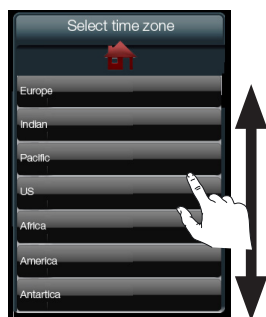 Select time zone
Europe
Indian
Pacific
US
Africa
America
Antartica